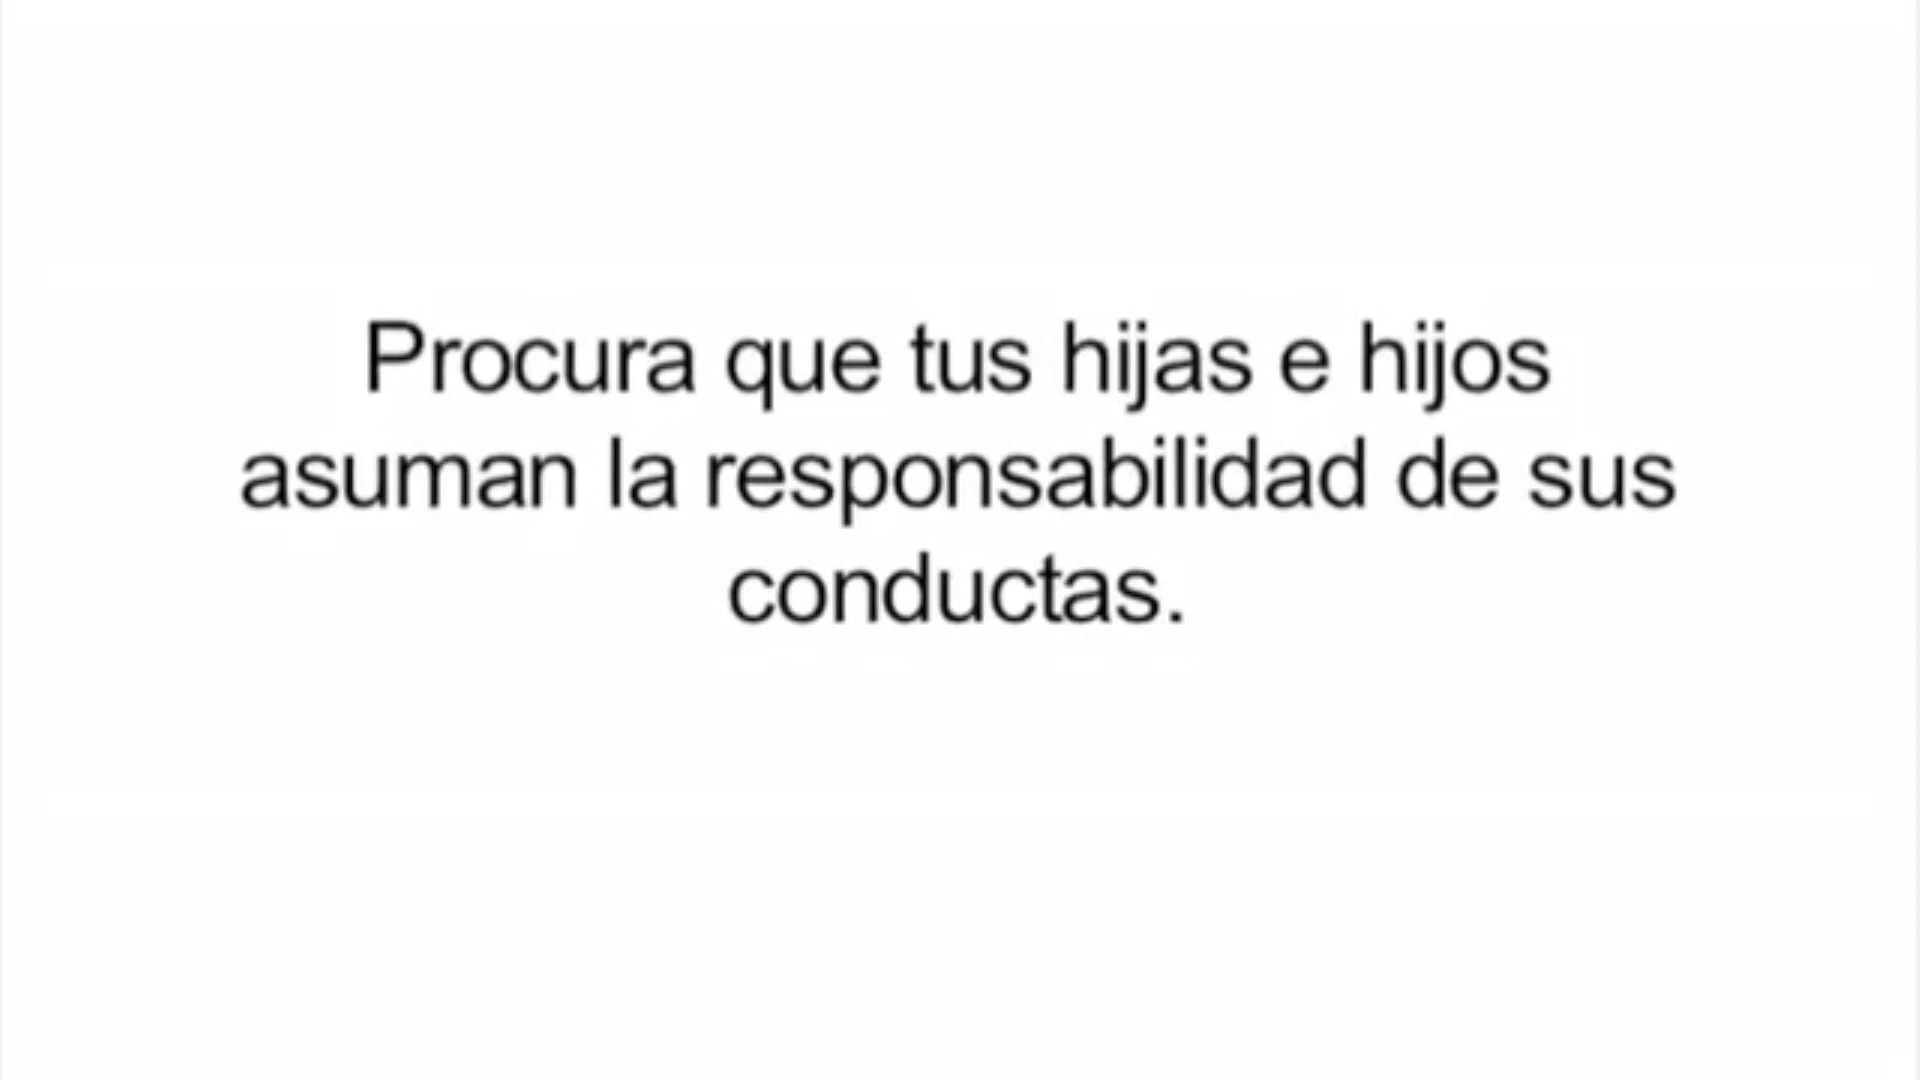 Procura que tus hijas e hijos
asuman la responsabilidad de sus
conductas.